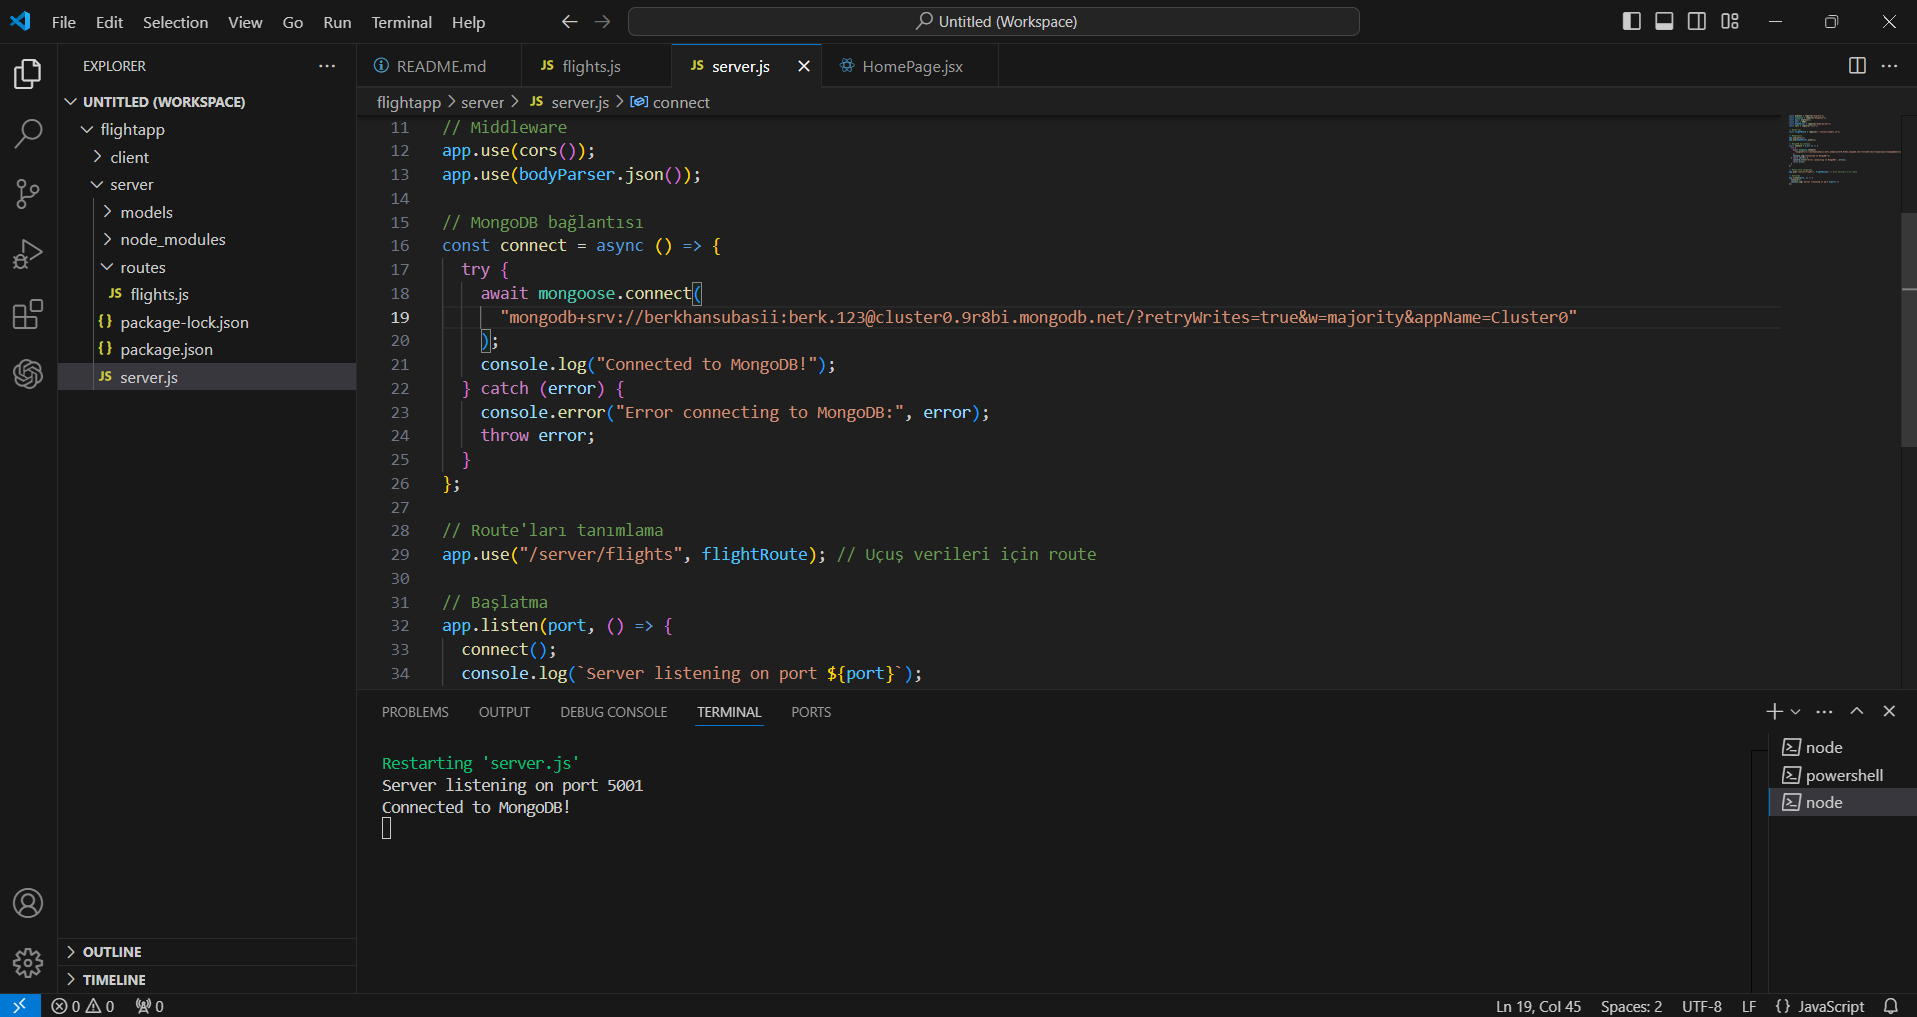 File Edit Selection View Go Run Terminal Help
Untitled (Workspace)
EXPLORER
UNTITLED (WORKSPACE)
flightapp
client
server
models
node_modules
routes
JS flights.js
{} package-lock.json
{} package.json
JS server.js
OUTLINE
TIMELINE
README.md
JS flights.js
JS server.js
HomePage.jsx
flightapp > server > JS server.js > connect
11 // Middleware
12 app.use(cors());
13 app.use(bodyParser.json());
14
15 // MongoDB bağlantısı
16 const connect = async () => {
17 try {
18 await mongoose.connect(
19 "mongodb+srv://berkhansubasii:berk.123@cluster0.9r8bi.mongodb.net/?retryWrites=true&w=majority&appName=Cluster0"
20 );
21 console.log("Connected to MongoDB!");
22 } catch (error) {
23 console.error("Error connecting to MongoDB:", error);
24 throw error;
25 }
26 };
27
28 // Route'ları tanımlama
29 app.use("/server/flights", flightRoute); // Uçuş verileri için route
30
31 // Başlatma
32 app.listen(port, () => {
33 connect();
34 console.log(`Server listening on port ${port}`);
PROBLEMS OUTPUT DEBUG CONSOLE TERMINAL PORTS
Restarting 'server.js'
Server listening on port 5001
Connected to MongoDB!
node
powershell
node
0 0 0
Ln 19, Col 45 Spaces: 2 UTF-8 LF {} JavaScript